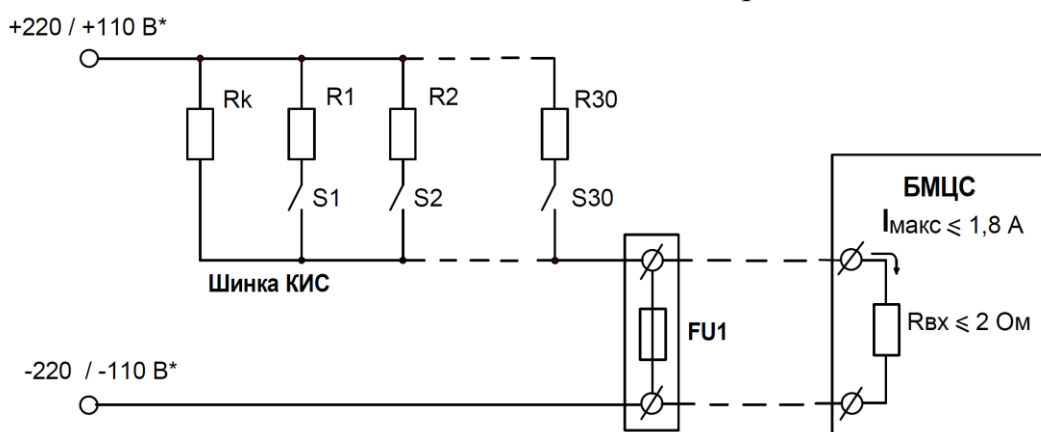 +220 / +110 В*
Rk
R1
R2
R30
S1
S2
S30
БМЦС
Iмакс ⩽ 1,8 А
Шинка КИС
FU1
Rвх ⩽ 2 Ом
-220 / -110 В*